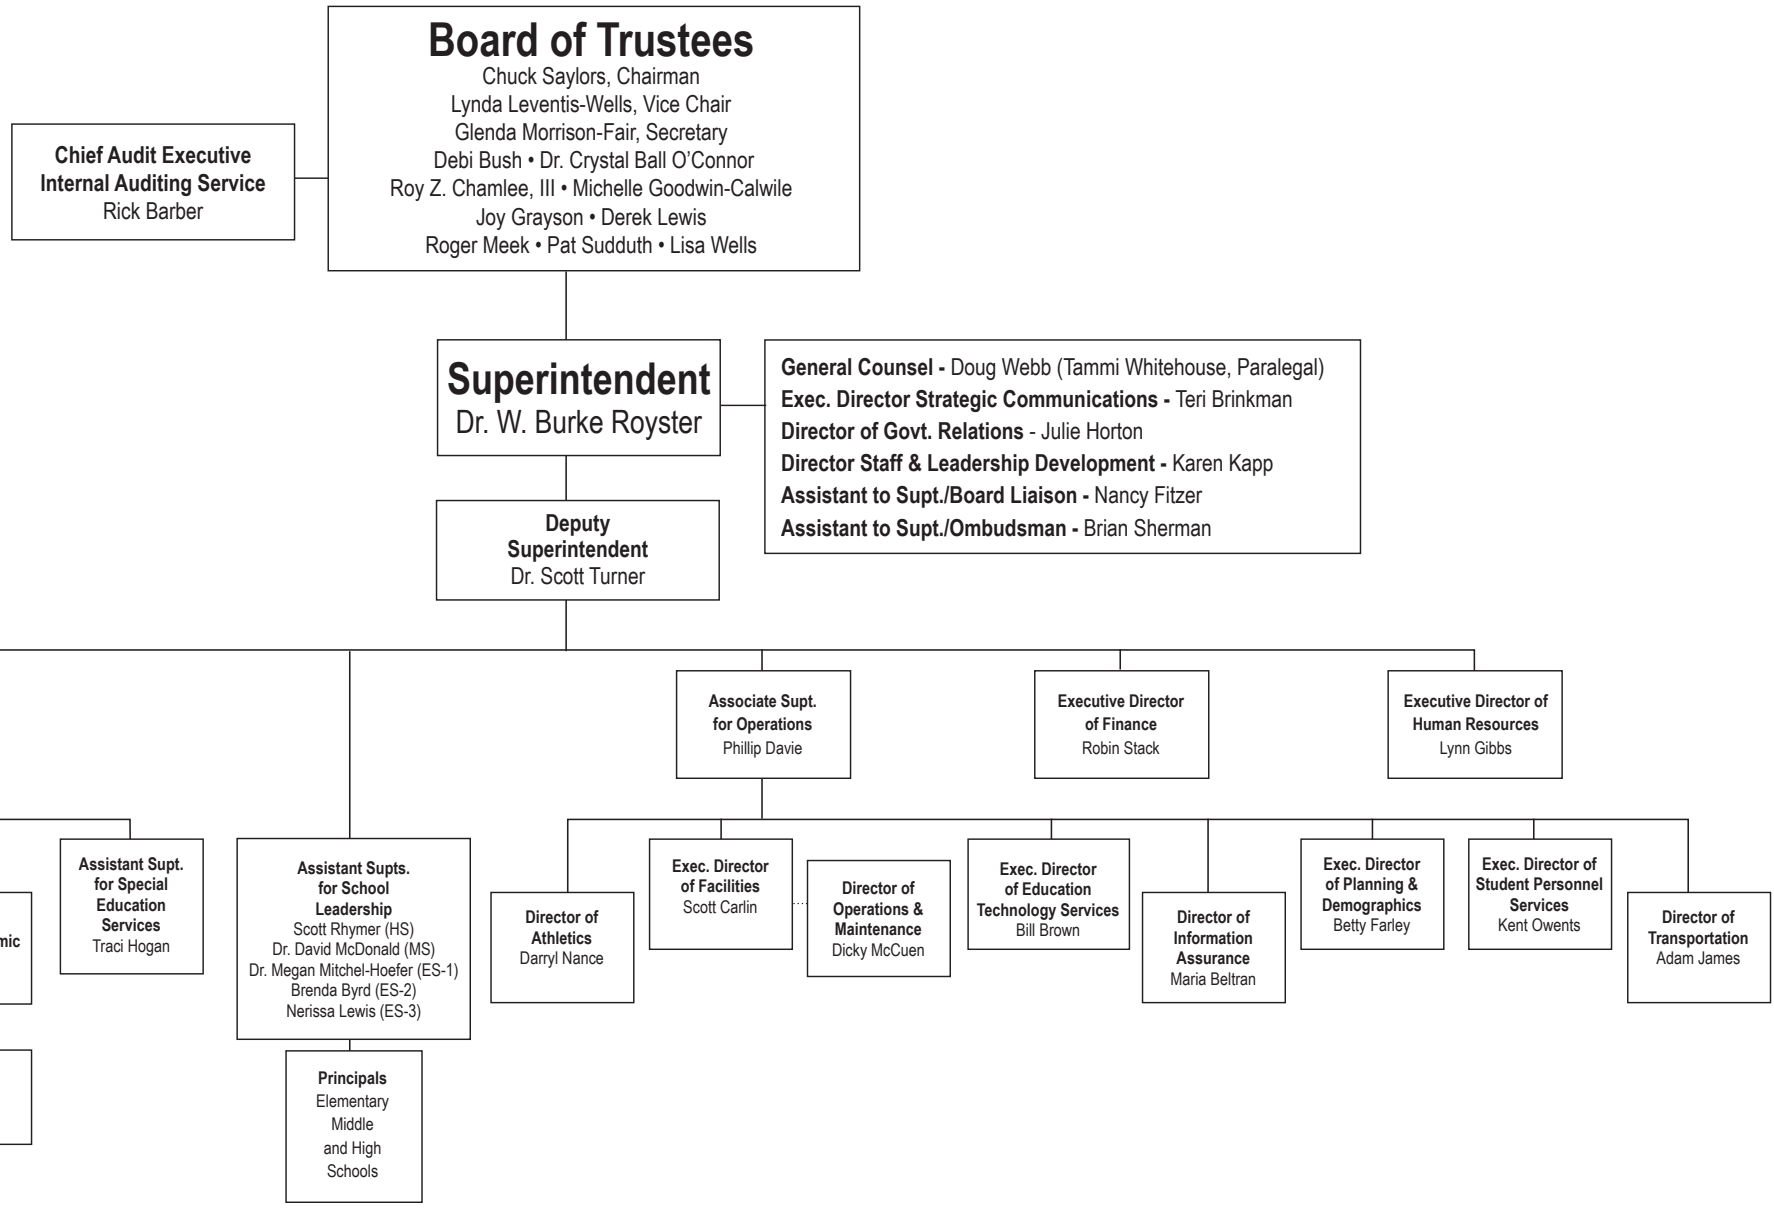 Board of Trustees
Chuck Saylors, Chairman
Lynda Leventis-Wells, Vice Chair
Glenda Morrison-Fair, Secretary
Debi Bush • Dr. Crystal Ball O’Connor
Roy Z. Chamlee, III • Michelle Goodwin-Calwile
Joy Grayson • Derek Lewis
Roger Meek • Pat Sudduth • Lisa Wells
Chief Audit Executive
Internal Auditing Service
Rick Barber
Superintendent
Dr. W. Burke Royster
General Counsel - Doug Webb (Tammi Whitehouse, Paralegal)
Exec. Director Strategic Communications - Teri Brinkman
Director of Govt. Relations - Julie Horton
Director Staff & Leadership Development - Karen Kapp
Assistant to Supt./Board Liaison - Nancy Fitzer
Assistant to Supt./Ombudsman - Brian Sherman
Deputy
Superintendent
Dr. Scott Turner
Associate Supt.
for Operations
Phillip Davie
Executive Director
of Finance
Robin Stack
Executive Director of
Human Resources
Lynn Gibbs
mic
Assistant Supt.
for Special
Education
Services
Traci Hogan
Assistant Supts.
for School
Leadership
Scott Rhymer (HS)
Dr. David McDonald (MS)
Dr. Megan Mitchel-Hoefer (ES-1)
Brenda Byrd (ES-2)
Nerissa Lewis (ES-3)
Principals
Elementary
Middle
and High
Schools
Director of
Athletics
Darryl Nance
Exec. Director
of Facilities
Scott Carlin
Director of
Operations &
Maintenance
Dicky McCuen
Exec. Director
of Education
Technology Services
Bill Brown
Director of
Information
Assurance
Maria Beltran
Exec. Director
of Planning &
Demographics
Betty Farley
Exec. Director of
Student Personnel
Services
Kent Owents
Director of
Transportation
Adam James